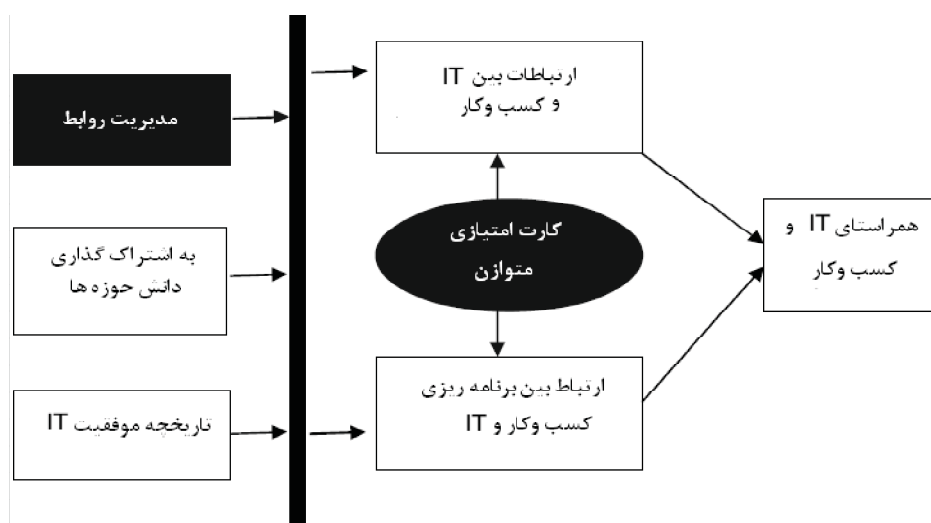 ارتباطات بین IT
و کسب وکار
مدیریت روابط
کارت امتیازی
متوازن
همراستای IT و
کسب وکار
به اشتراک گذاری
دانش حوزه ها
ارتباط بین برنامه ریزی
کسب وکار و IT
تاریخچه موفقیت IT